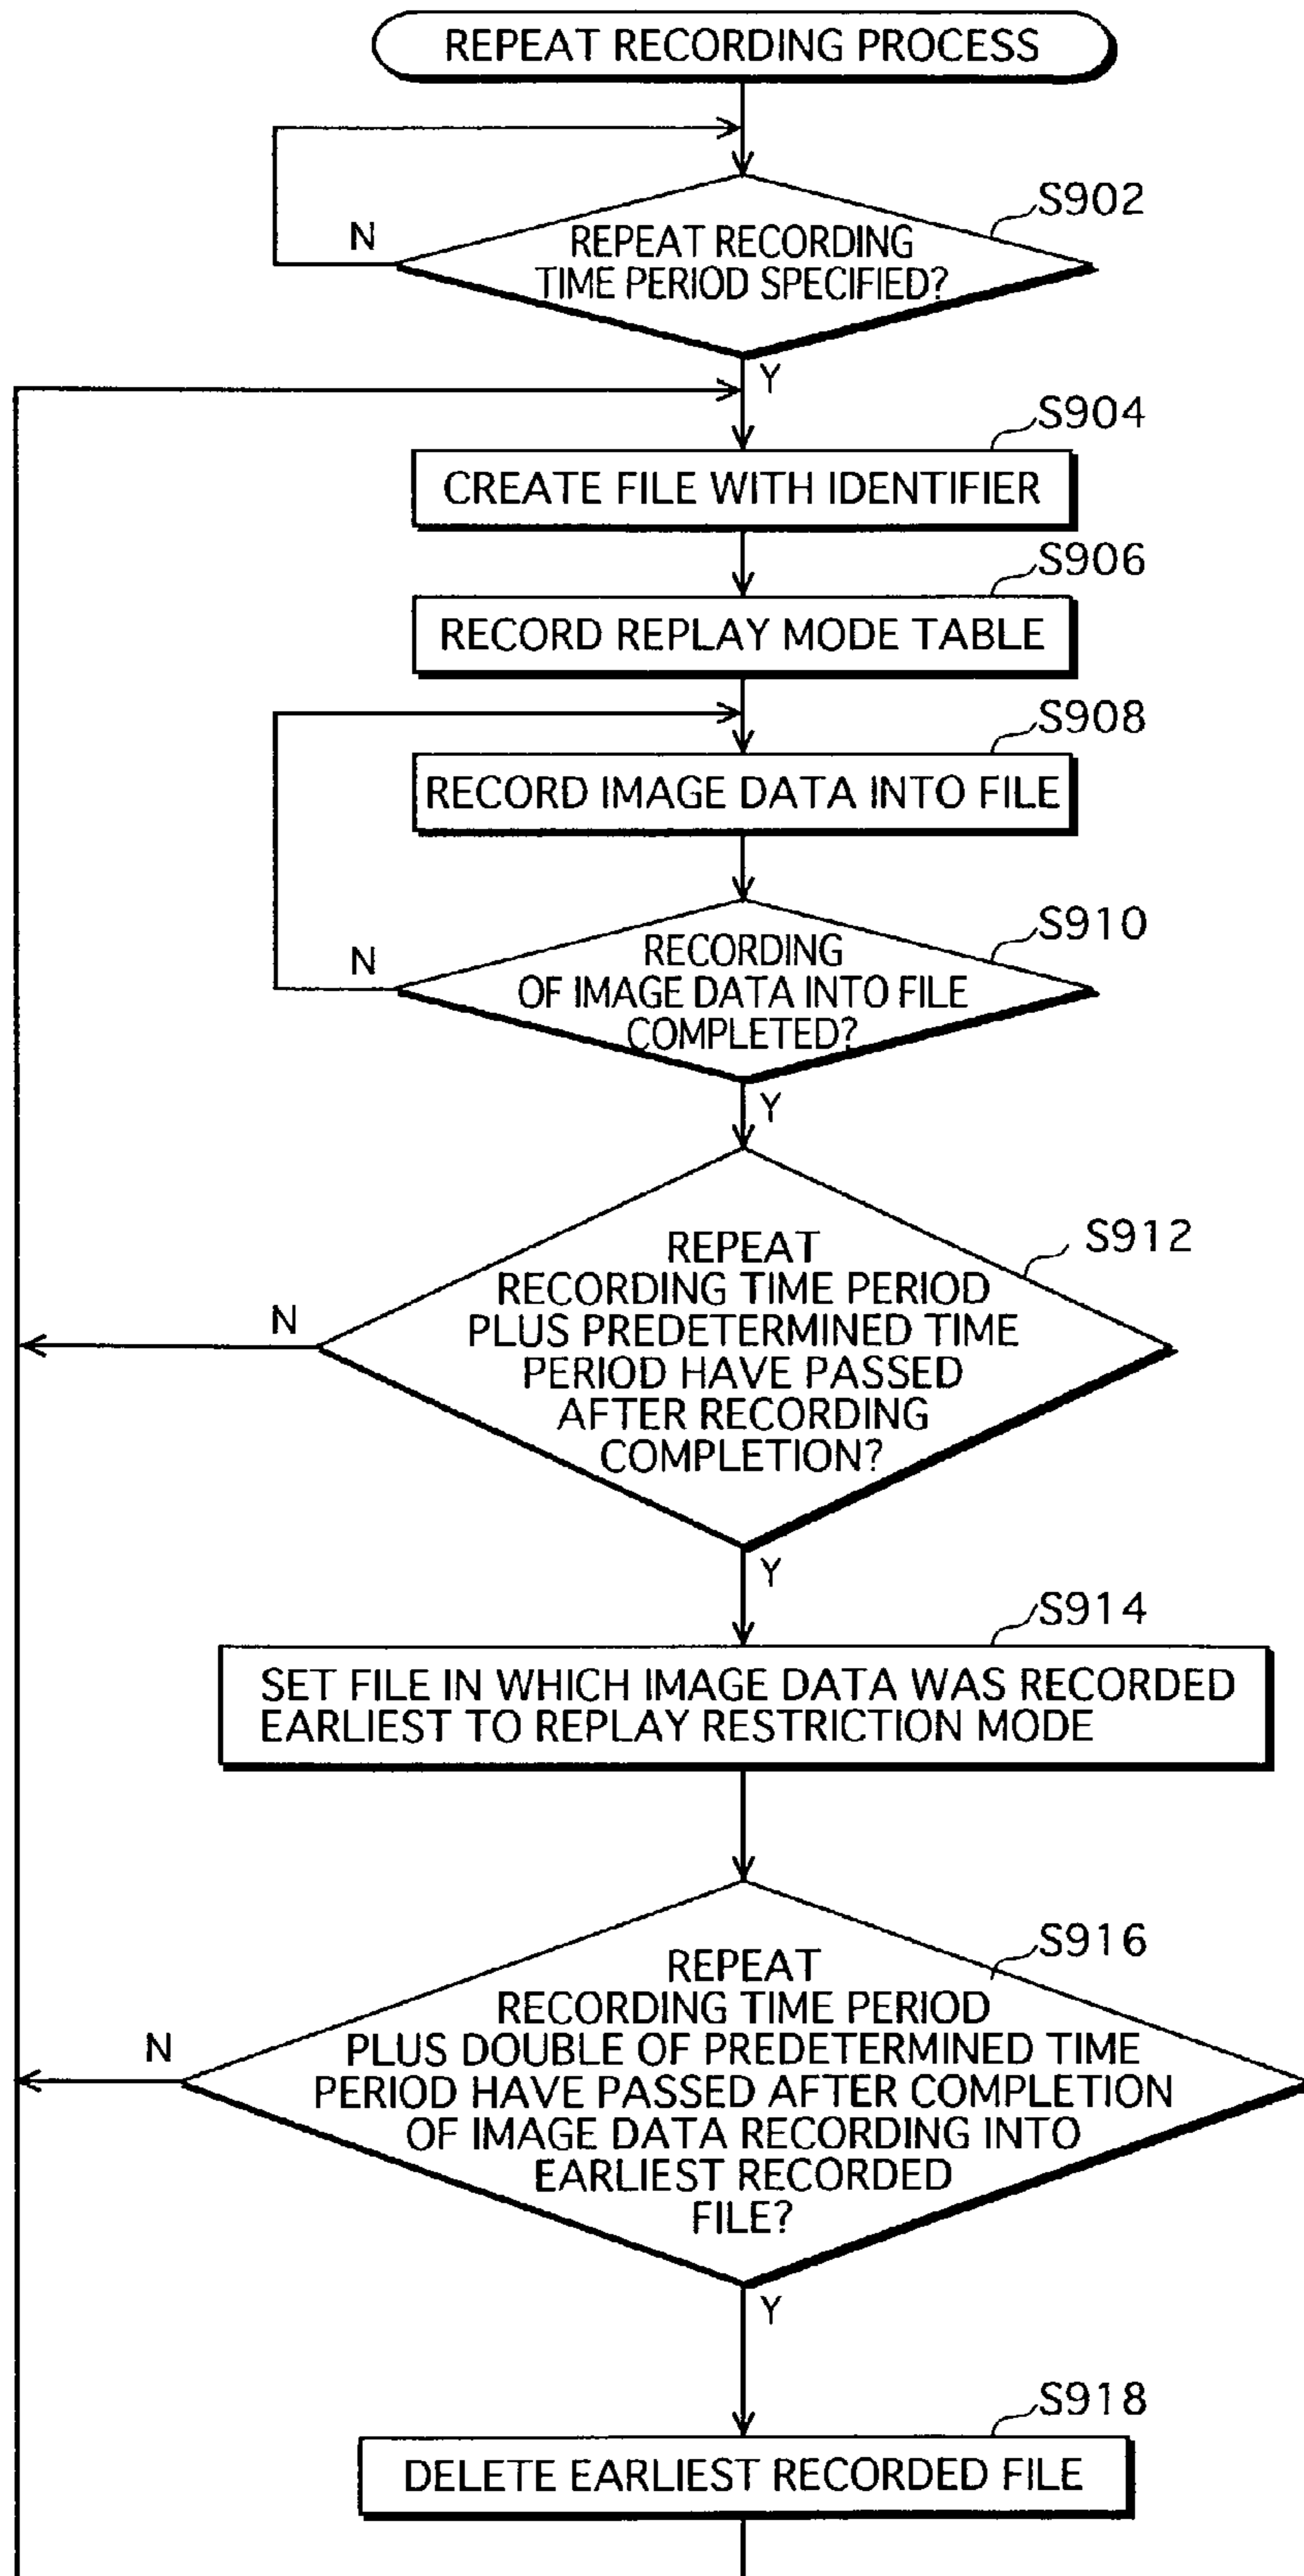 REPEAT RECORDING PROCESS
S902
N
REPEAT RECORDING
TIME PERIOD SPECIFIED?
Y
S904
CREATE FILE WITH IDENTIFIER
S906
RECORD REPLAY MODE TABLE
S908
RECORD IMAGE DATA INTO FILE
S910
N
RECORDING
OF IMAGE DATA INTO FILE
COMPLETED?
Y
S912
N
REPEAT
RECORDING TIME PERIOD
PLUS PREDETERMINED TIME
PERIOD HAVE PASSED
AFTER RECORDING
COMPLETION?
Y
S914
SET FILE IN WHICH IMAGE DATA WAS RECORDED
EARLIEST TO REPLAY RESTRICTION MODE
S916
N
REPEAT
RECORDING TIME PERIOD
PLUS DOUBLE OF PREDETERMINED TIME
PERIOD HAVE PASSED AFTER COMPLETION
OF IMAGE DATA RECORDING INTO
EARLIEST RECORDED
FILE?
Y
S918
DELETE EARLIEST RECORDED FILE